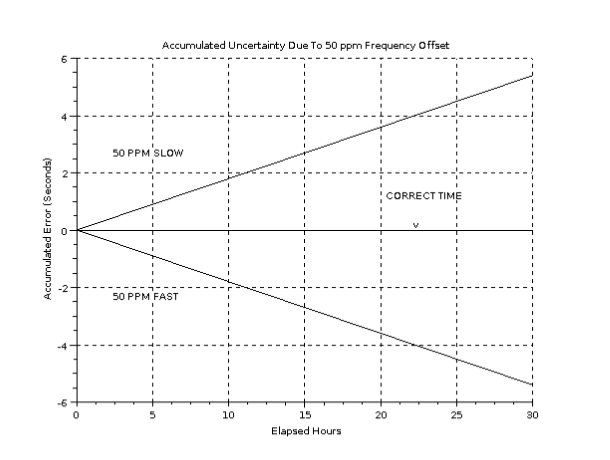 Accumulated Uncertainty Due To 50 ppm Frequency Offset
6
4
50 PPM SLOW
2
CORRECT TIME
v
0
Accumulated Error (Seconds)
-2
50 PPM FAST
-4
-6
0 5 10 15 20 25 30
Elapsed Hours